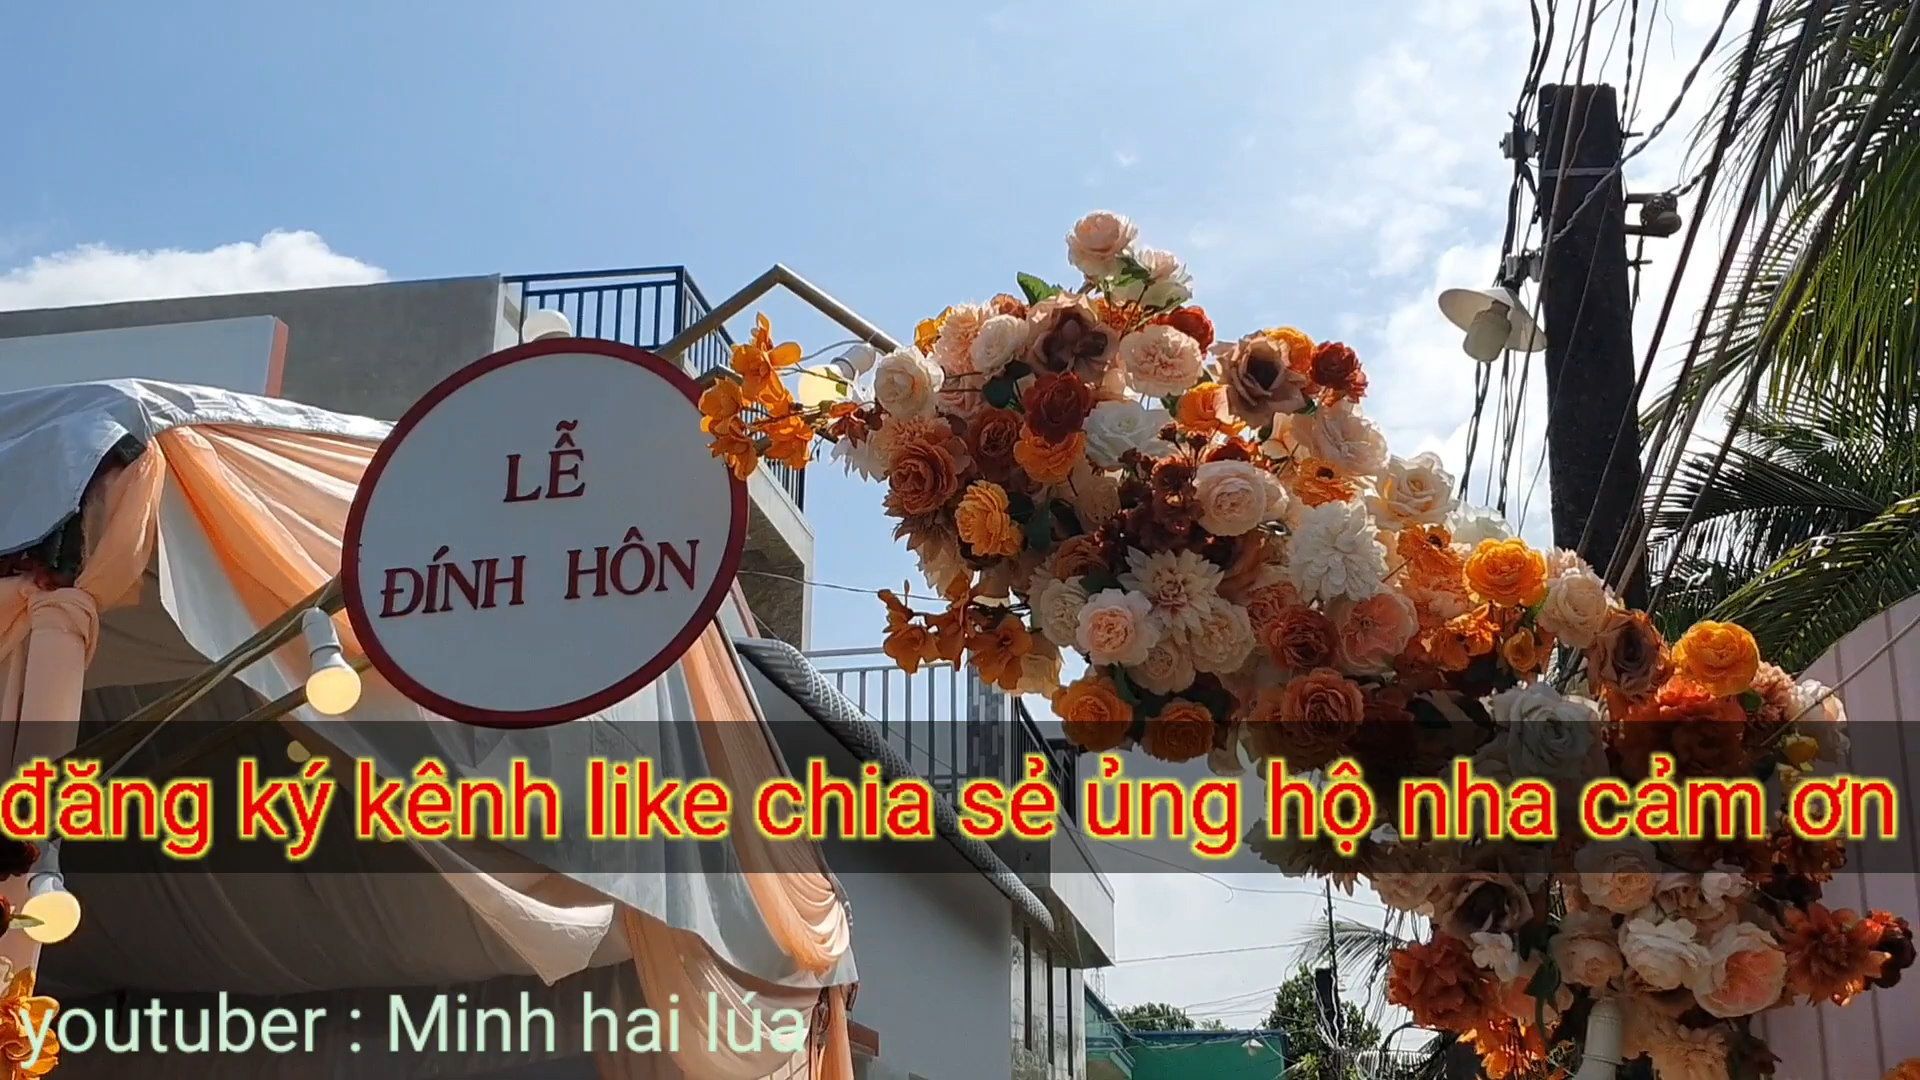 LỄ
ĐÍNH HÔN
đăng ký kênh like chia sẻ ủng hộ nha cảm ơn
youtuber : Minh hai lúa